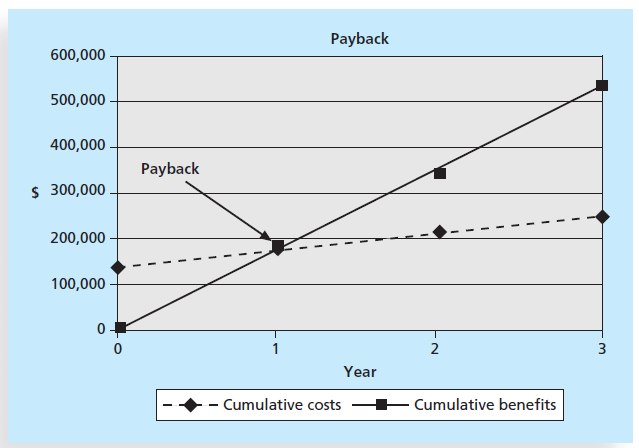 Payback
600,000
500,000
400,000
Payback
$ 300,000
200,000
100,000
0
0 1 2 3
Year
Cumulative costs Cumulative benefits